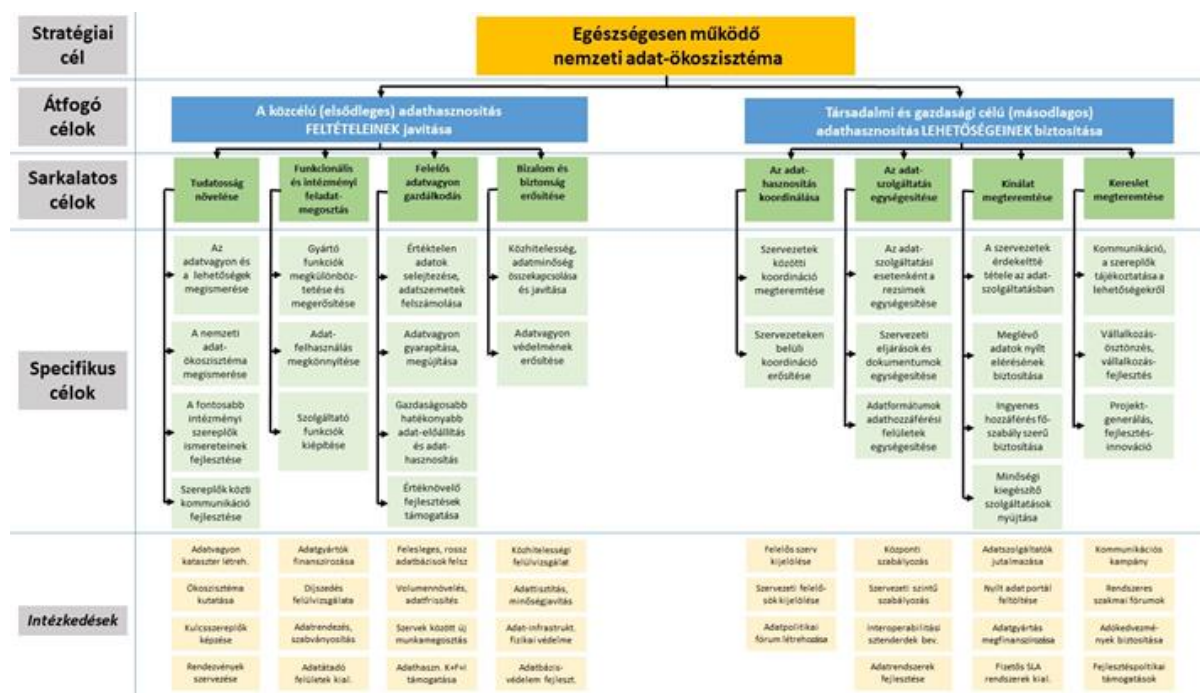 Stratégiai
cél
Egészségesen működő
nemzeti adat-ökoszisztéma
Átfogó
célok
A közcélú (elsődleges) adathasznosítás
FELTÉTELEINEK javítása
Társadalmi és gazdasági célú (másodlagos)
adathasznosítás LEHETŐSÉGEINEK biztosítása
Sarkalatos
célok
Tudatosság
növelése
Funkcionális
és intézményi
feladat-
megosztás
Felelős
adatvagyon
gazdálkodás
Bizalom és
biztonság
erősítése
Az adat-
hasznosítás
koordinálása
Az adat-
szolgáltatás
egységesítése
Kínálat
megteremtése
Kereslet
megteremtése
Specifikus
célok
Az
adatvagyon és
a lehetőségek
megismerése
A nemzeti
adat-
ökoszisztéma
megismerése
A fontosabb
intézményi
szereplők
ismereteinek
fejlesztése
Szereplők közti
kommunikáció
fejlesztése
Gyártó
funkciók
megkülönböz-
tetése és
megerősítése
Adat-
felhasználás
megkönnyítése
Szolgáltató
funkciók
kiépítése
Értéktelen
adatok
selejtezése,
adatszemetek
felszámolása
Adatvagyon
gyarapítása,
megújítása
Gazdaságosabb
hatékonyabb
adat-előállítás
és adat-
hasznosítás
Értéknövelő
fejlesztések
támogatása
Közhitelesség,
adatminőség
összekapcsolása
és javítása
Adatvagyon
védelmének
erősítése
Szervezetek
közötti
koordináció
megteremtése
Szervezeteken
belüli
koordináció
erősítése
Az adat-
szolgáltatási
esetenként a
rezsimek
egységesítése
Szervezeti
eljárások és
dokumentumok
egységesítése
Adatformátumok
adathozzáférési
felületek
egységesítése
A szervezetek
érdekeltté
tétele az adat-
szolgáltatásban
Meglévő
adatok nyílt
elérésének
biztosítása
Ingyenes
hozzáférés fő-
szabály szerű
biztosítása
Minőségi
kiegészítő
szolgáltatások
nyújtása
Kommunikáció,
a szereplők
tájékoztatása a
lehetőségekről
Vállalkozás-
ösztönzés,
vállalkozás-
fejlesztés
Projekt-
generálás,
fejlesztés-
innováció
Intézkedések
Adatvagyon
kataszter létreh.
Ökoszisztéma
kutatása
Kulcsszereplők
képzése
Rendezvények
szervezése
Adatgyártók
finanszírozása
Díjszedés
felülvizsgálata
Adatrendezés,
szabványosítás
Adatátadó
felületek kial.
Felesleges, rossz
adatbázisok felsz
Volumennövelés,
adatfrissítés
Szervek között új
munkamegosztás
Adathaszn. K+F+I
támogatása
Közhitelességi
felülvizsgálat
Adattisztítás,
minőségjavítás
Adat-infrastrukt.
fizikai védelme
Adatbázis-
védelem fejleszt.
Felelős szerv
kijelölése
Szervezeti felelő-
sök kijelölése
Adatpolitikai
fórum létrehozása
Központi
szabályozás
Szervezeti szintű
szabályozás
Interoperabilitási
sztenderdek bev.
Adatrendszerek
fejlesztése
Adatszolgáltatók
jutalmazása
Nyílt adat portál
feltöltése
Adatgyártás
megfinanszírozása
Fizetős SLA
rendszerek kial.
Kommunikációs
kampány
Rendszeres
szakmai fórumok
Adókedvezmé-
nyek biztosítása
Fejlesztéspolitikai
támogatások